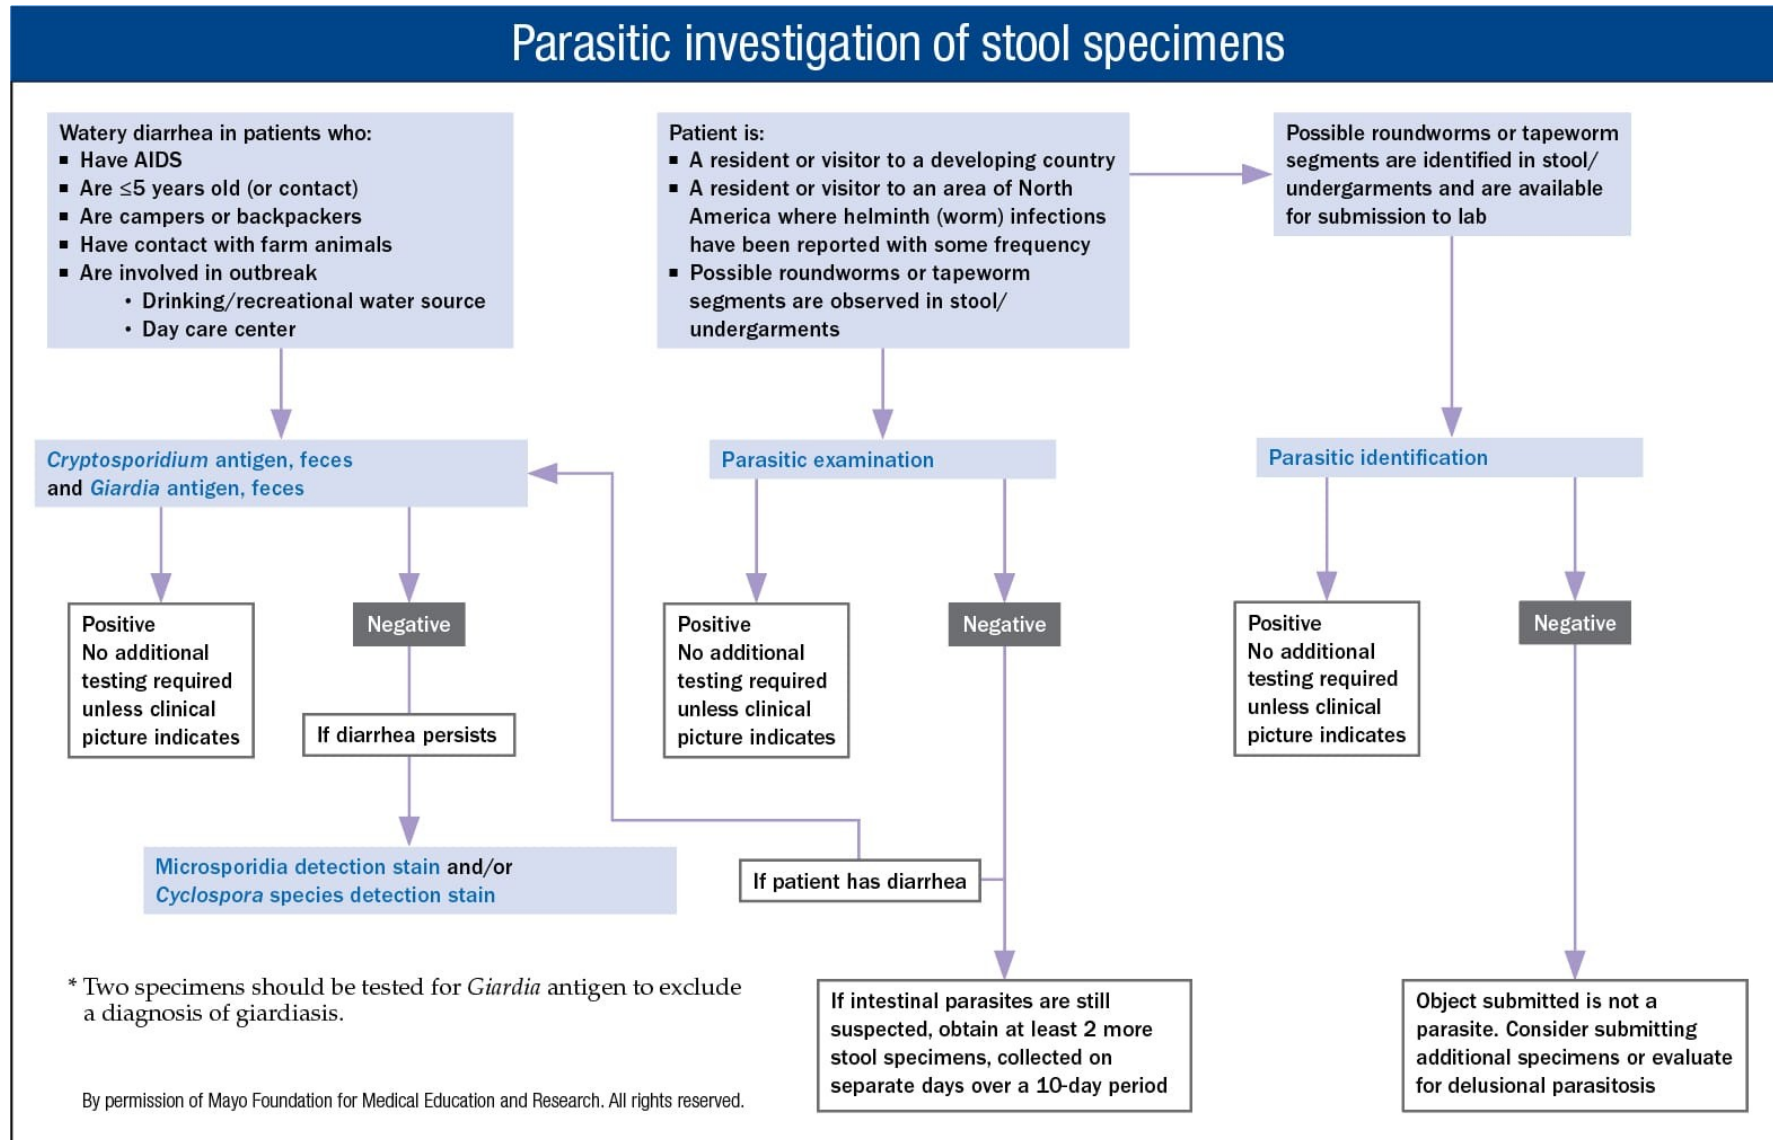 Parasitic investigation of stool specimens
Watery diarrhea in patients who:
▪ Have AIDS
▪ Are ≤5 years old (or contact)
▪ Are campers or backpackers
▪ Have contact with farm animals
▪ Are involved in outbreak
• Drinking/recreational water source
• Day care center
Patient is:
▪ A resident or visitor to a developing country
▪ A resident or visitor to an area of North
America where helminth (worm) infections
have been reported with some frequency
▪ Possible roundworms or tapeworm
segments are observed in stool/
undergarments
Possible roundworms or tapeworm
segments are identified in stool/
undergarments and are available
for submission to lab
Cryptosporidium antigen, feces
and Giardia antigen, feces
Parasitic examination
Parasitic identification
Positive
No additional
testing required
unless clinical
picture indicates
Negative
If diarrhea persists
Microsporidia detection stain and/or
Cyclospora species detection stain
Positive
No additional
testing required
unless clinical
picture indicates
Negative
If patient has diarrhea
If intestinal parasites are still
suspected, obtain at least 2 more
stool specimens, collected on
separate days over a 10-day period
Positive
No additional
testing required
unless clinical
picture indicates
Negative
Object submitted is not a
parasite. Consider submitting
additional specimens or evaluate
for delusional parasitosis
* Two specimens should be tested for Giardia antigen to exclude
a diagnosis of giardiasis.
By permission of Mayo Foundation for Medical Education and Research. All rights reserved.